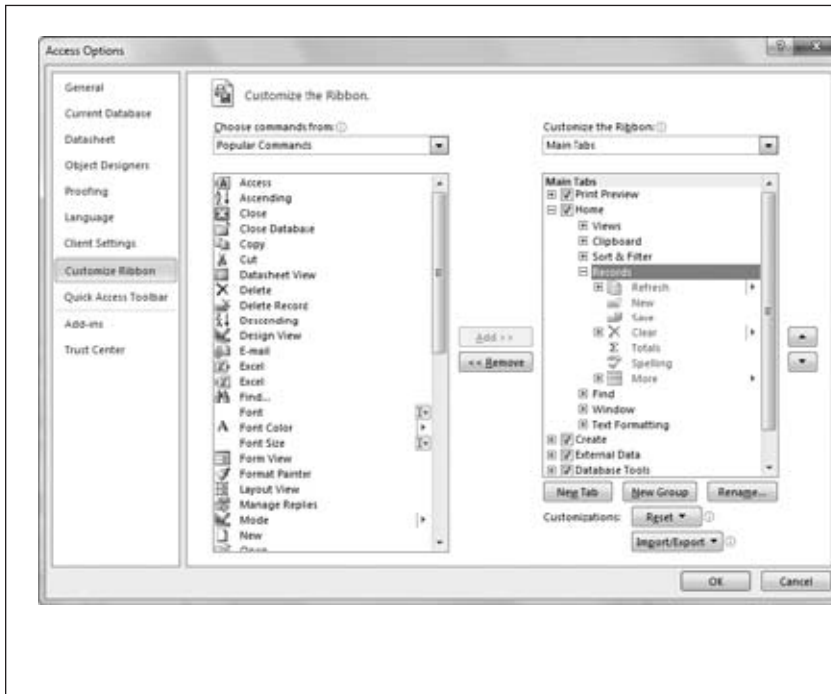 Access Options
General
Current Database
Datasheet
Object Designers
Proofing
Language
Client Settings
Customize Ribbon
Quick Access Toolbar
Add-ins
Trust Center
Customize the Ribbon.
Choose commands from:
Popular Commands
Access
Ascending
Close
Close Database
Copy
Cut
Datasheet View
Delete
Delete Record
Descending
Design View
E-mail
Excel
Excel
Find...
Font
Font Color
Font Size
Form View
Format Painter
Layout View
Manage Replies
Mode
New
Open
Add >>
<< Remove
Customize the Ribbon:
Main Tabs
Main Tabs
Print Preview
Home
Views
Clipboard
Sort & Filter
Records
Refresh
New
Save
Clear
Totals
Spelling
More
Find
Window
Text Formatting
Create
External Data
Database Tools
New Tab
New Group
Rename...
Customizations:
Reset
Import/Export
OK
Cancel